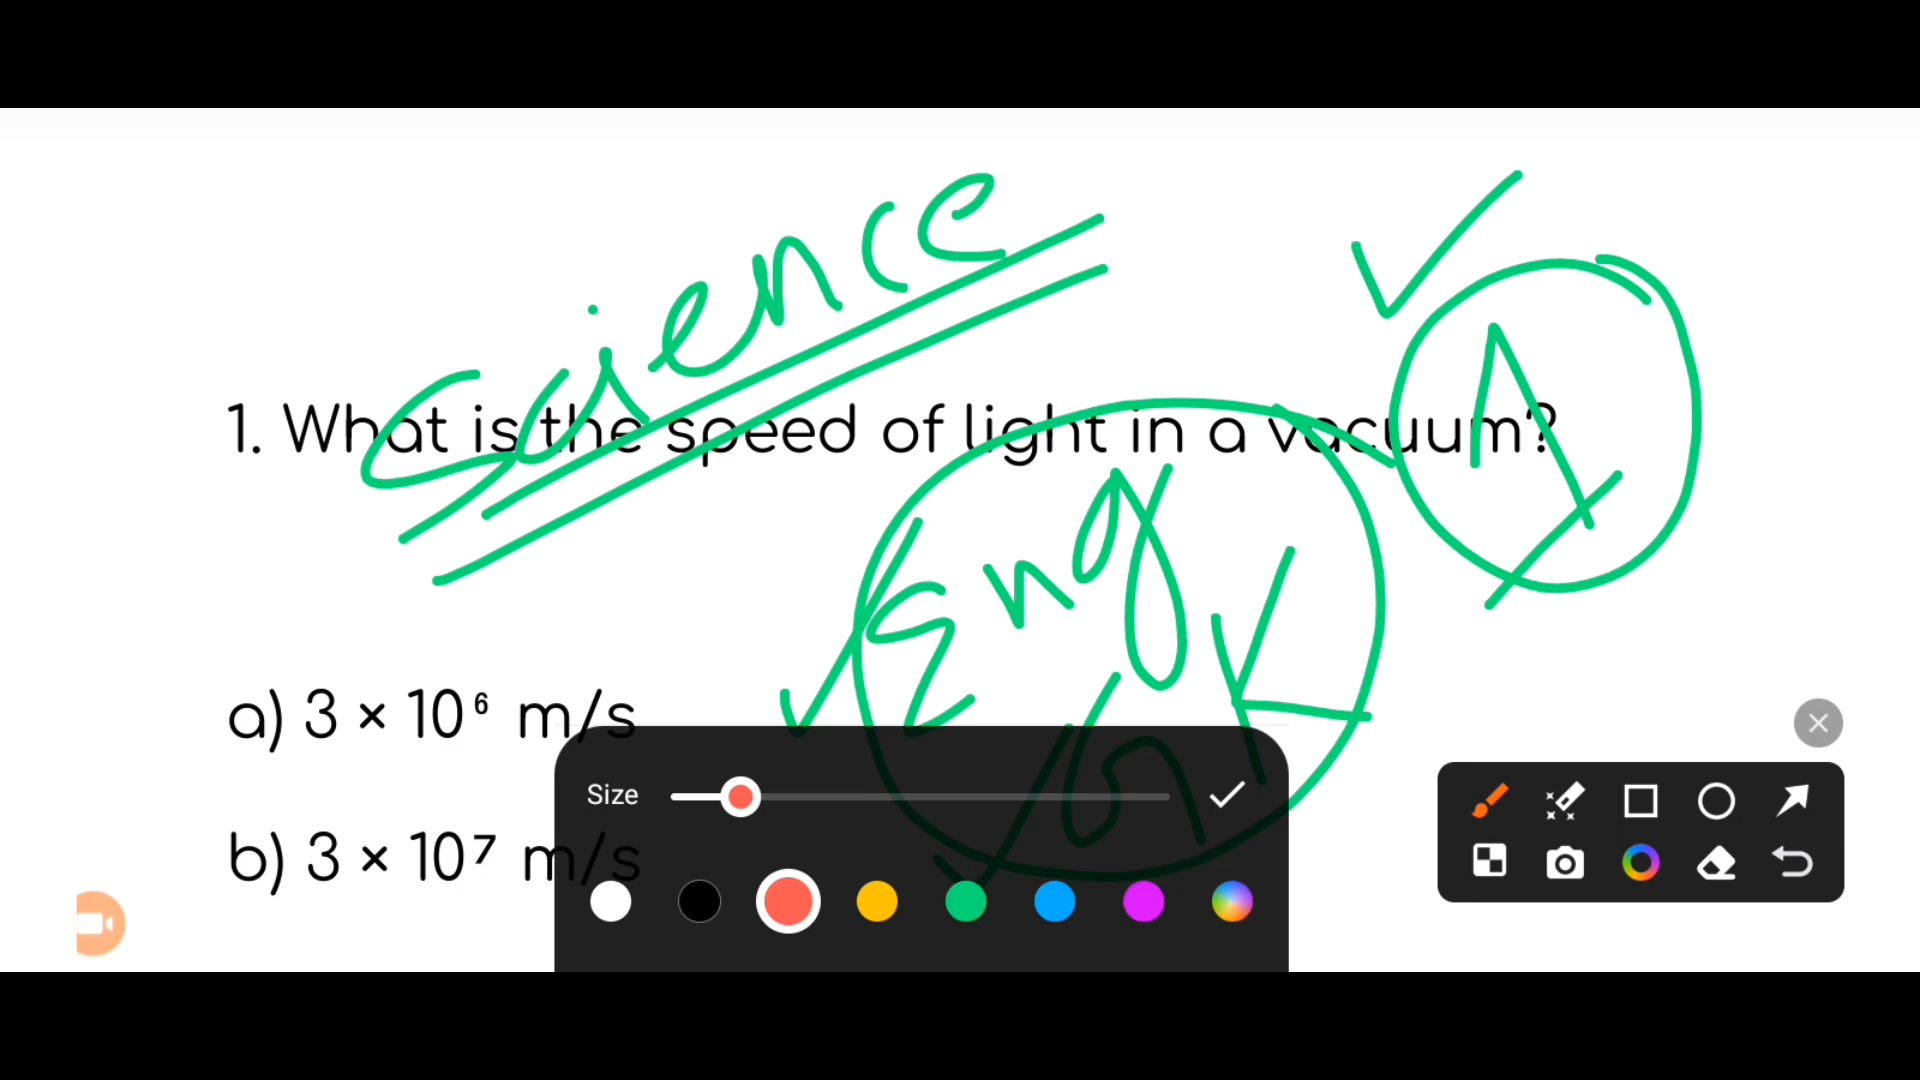 Science
1. What is the speed of light in a vacuum?
Eng
a) 3 × 10⁶ m/s
Size
b) 3 × 10⁷ m/s